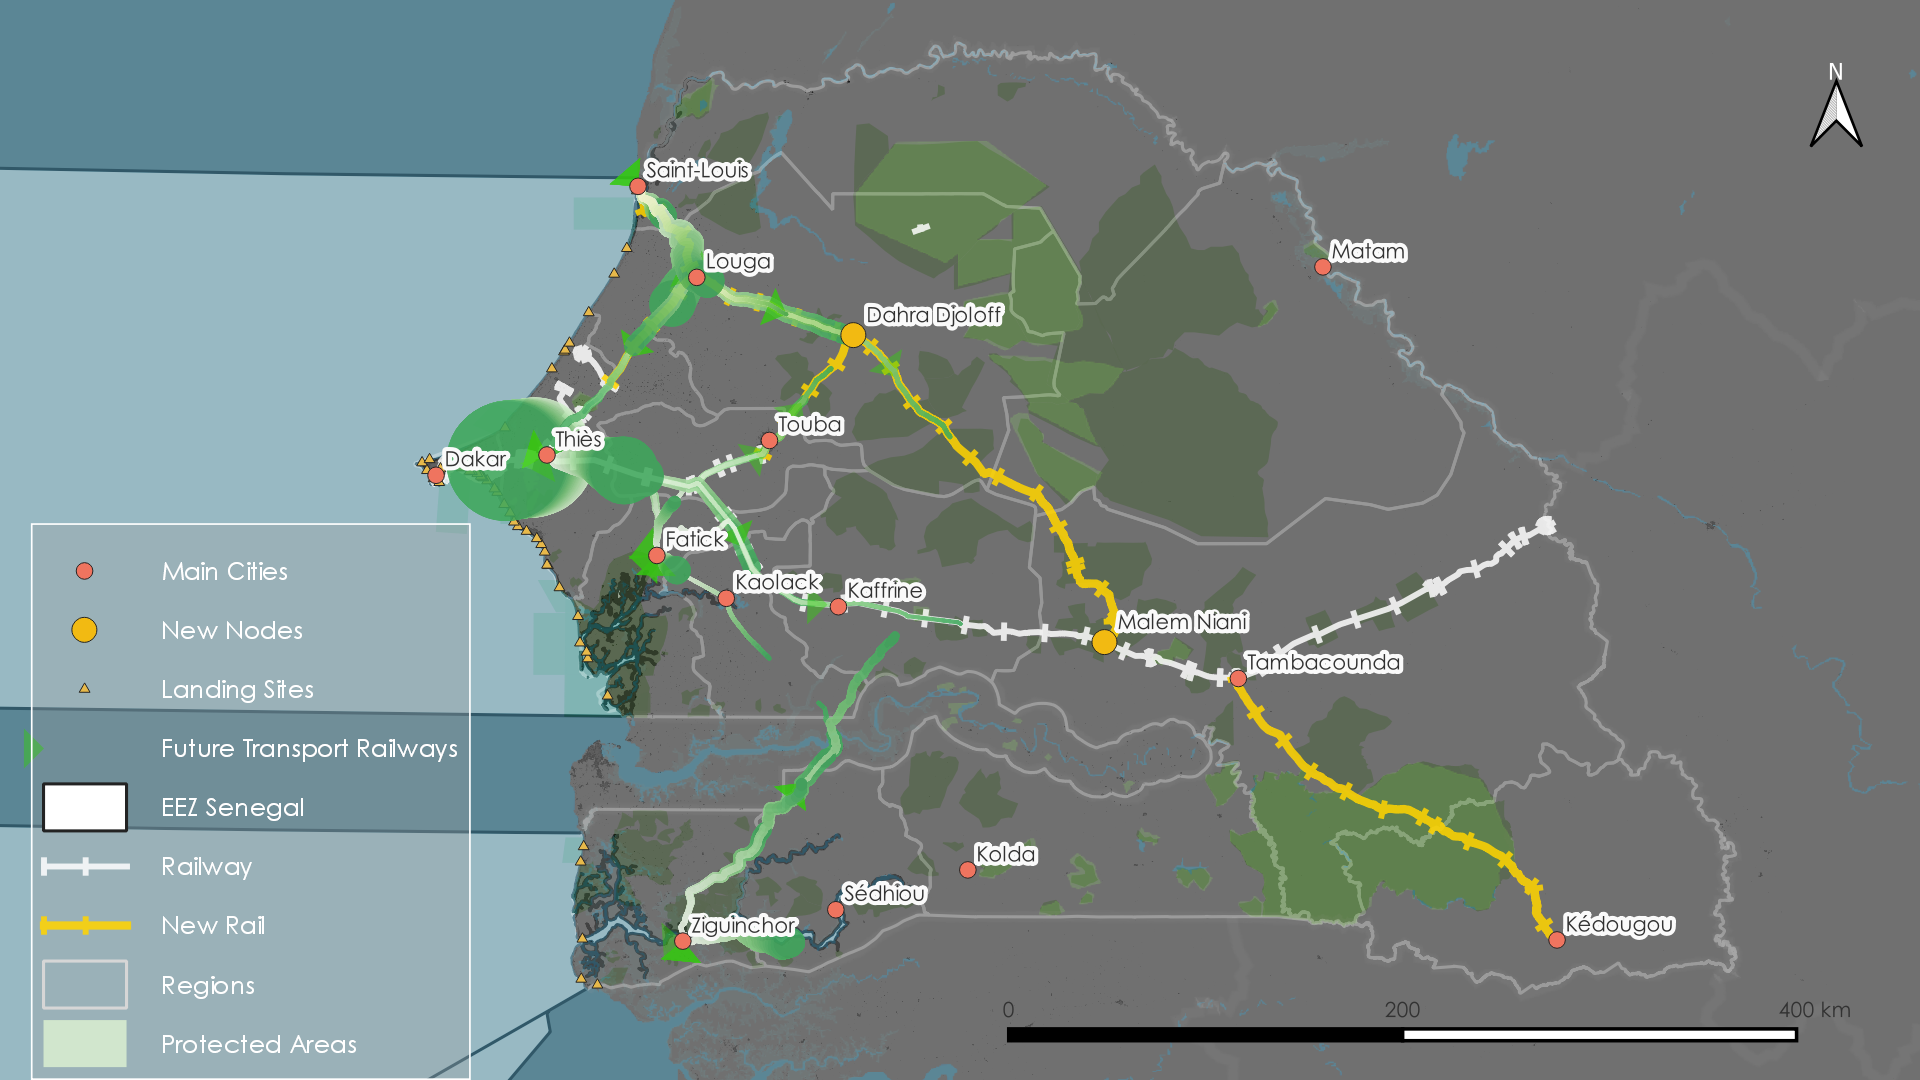 N
Saint-Louis
Louga
Matam
Dahra Djoloff
Touba
Thiès
Dakar
Fatick
Kaolack
Kaffrine
Malem Niani
Tambacounda
Kolda
Sédhiou
Ziguinchor
Kédougou
Main Cities
New Nodes
Landing Sites
Future Transport Railways
EEZ Senegal
Railway
New Rail
Regions
Protected Areas
0 200 400 km